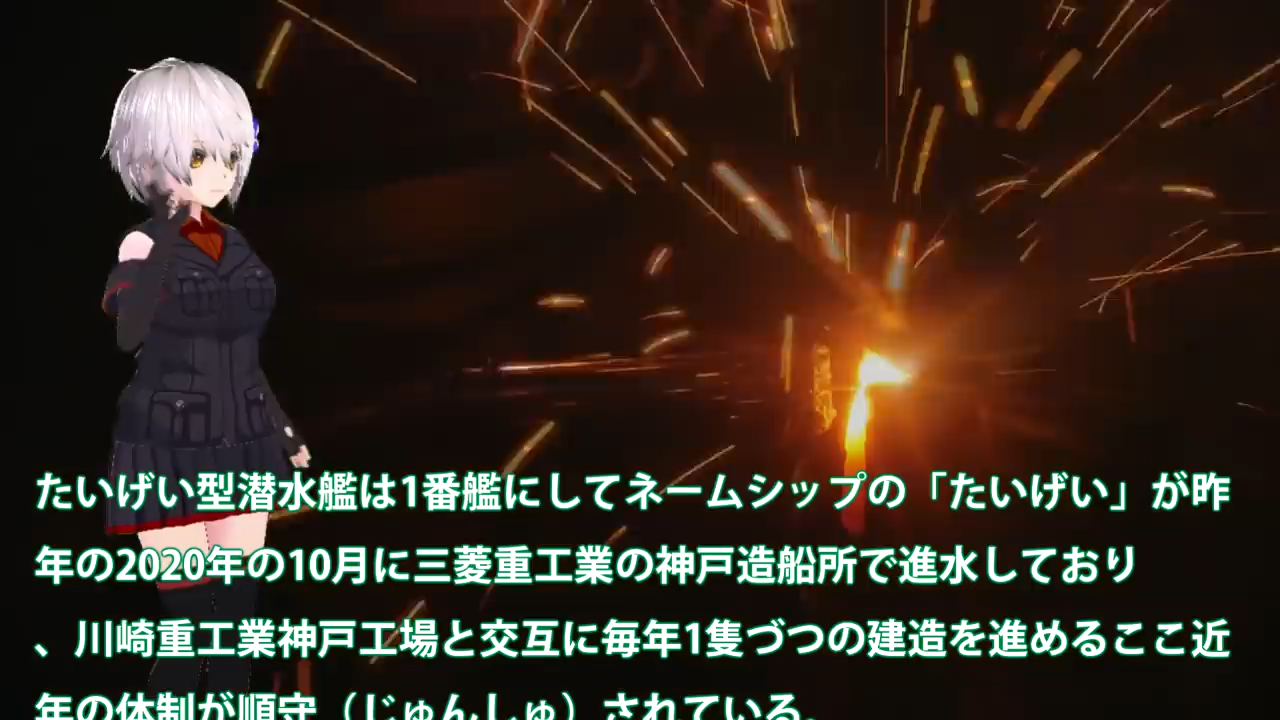 たいげい型潜水艦は1番艦にしてネームシップの「たいげい」が昨
年の2020年の10月に三菱重工業の神戸造船所で進水しており
、川崎重工業神戸工場と交互に毎年1隻づつの建造を進めるここ近
年の体制が順守（じゅんしゅ）されている。